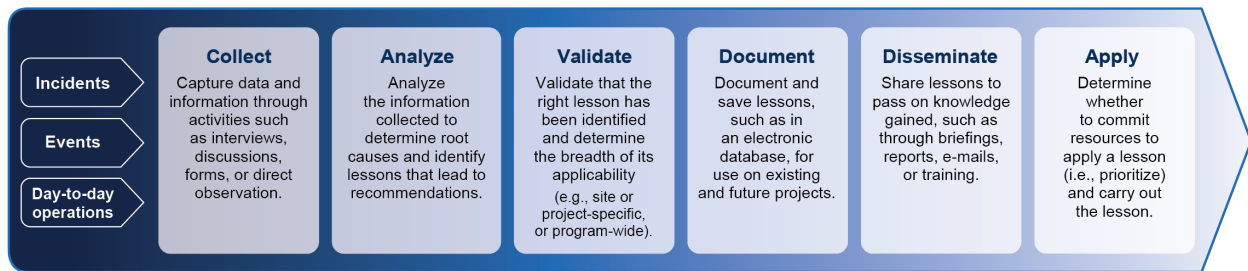 Incidents
Events
Day-to-day
operations
Collect
Capture data and
information through
activities such
as interviews,
discussions,
forms, or direct
observation.
Analyze
Analyze
the information
collected to
determine root
causes and identify
lessons that lead to
recommendations.
Validate
Validate that the
right lesson has
been identified
and determine
the breadth of its
applicability
(e.g., site or
project-specific,
or program-wide).
Document
Document and
save lessons,
such as in
an electronic
database, for
use on existing
and future projects.
Disseminate
Share lessons to
pass on knowledge
gained, such as
through briefings,
reports, e-mails,
or training.
Apply
Determine
whether
to commit
resources to
apply a lesson
(i.e., prioritize)
and carry out
the lesson.